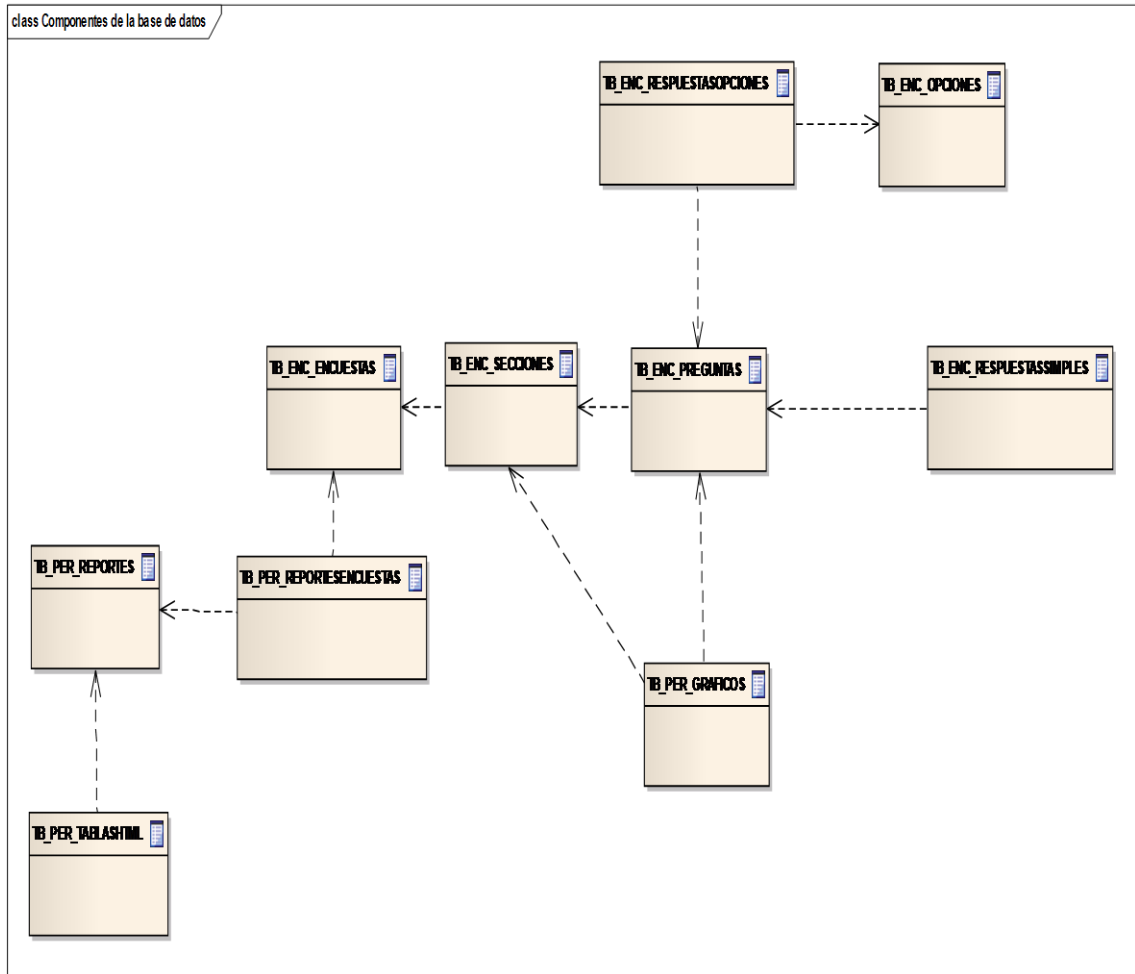 class Componentes de la base de datos
TB_ENC_RESPUESTASOPCIONES
TB_ENC_OPCIONES
TB_ENC_ENCUESTAS
TB_ENC_SECCIONES
TB_ENC_PREGUNTAS
TB_ENC_RESPUESTASSIMPLES
TB_PER_REPORTES
TB_PER_REPORTESENCUESTAS
TB_PER_GRAFICOS
TB_PER_TABLASHTML